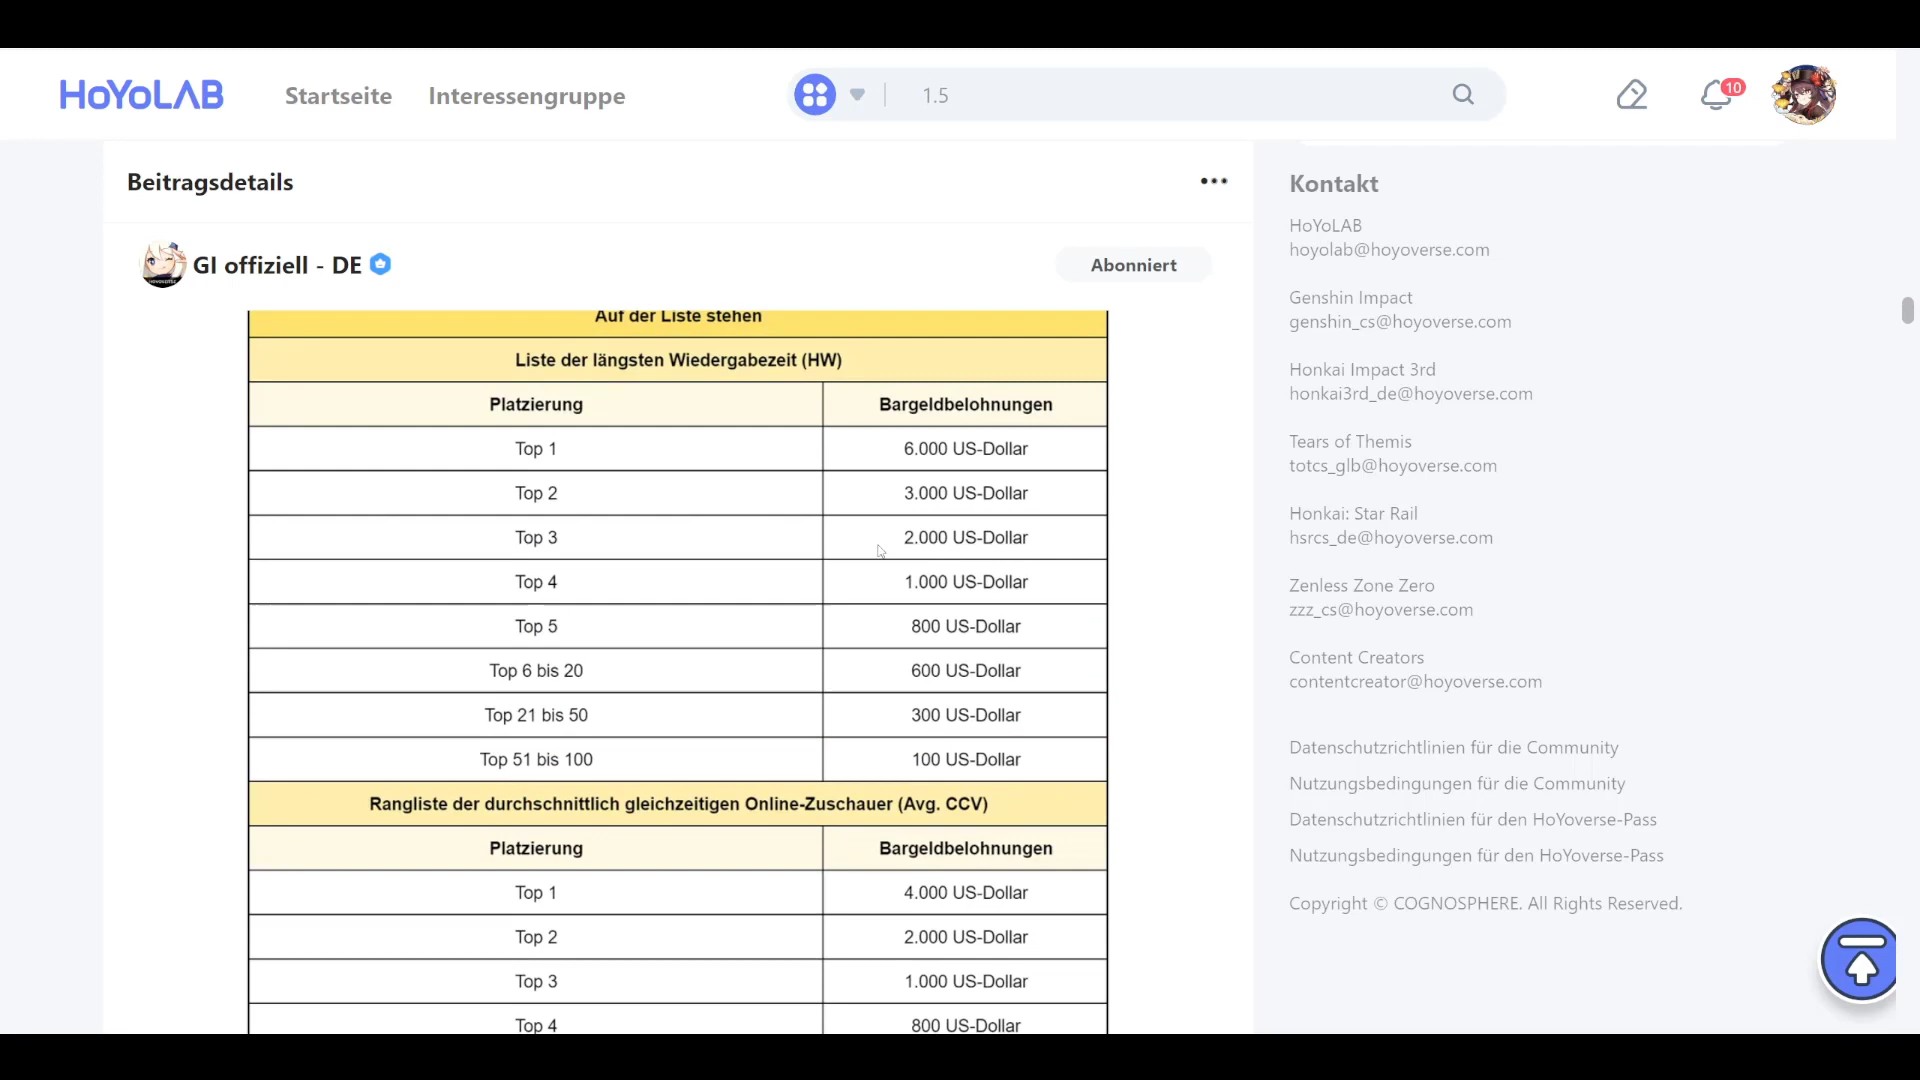 HoYoLAB Startseite Interessengruppe 1.5 10
Beitragsdetails
GI offiziell - DE Abonniert
Auf der Liste stehen
Liste der längsten Wiedergabezeit (HW)
Platzierung Bargeldbelohnungen
Top 1 6.000 US-Dollar
Top 2 3.000 US-Dollar
Top 3 2.000 US-Dollar
Top 4 1.000 US-Dollar
Top 5 800 US-Dollar
Top 6 bis 20 600 US-Dollar
Top 21 bis 50 300 US-Dollar
Top 51 bis 100 100 US-Dollar
Rangliste der durchschnittlich gleichzeitigen Online-Zuschauer (Avg. CCV)
Platzierung Bargeldbelohnungen
Top 1 4.000 US-Dollar
Top 2 2.000 US-Dollar
Top 3 1.000 US-Dollar
Top 4 800 US-Dollar
Kontakt
HoYoLAB
hoyolab@hoyoverse.com
Genshin Impact
genshin_cs@hoyoverse.com
Honkai Impact 3rd
honkai3rd_de@hoyoverse.com
Tears of Themis
totcs_glb@hoyoverse.com
Honkai: Star Rail
hsrcs_de@hoyoverse.com
Zenless Zone Zero
zzz_cs@hoyoverse.com
Content Creators
contentcreator@hoyoverse.com
Datenschutzrichtlinien für die Community
Nutzungsbedingungen für die Community
Datenschutzrichtlinien für den HoYoverse-Pass
Nutzungsbedingungen für den HoYoverse-Pass
Copyright © COGNOSPHERE. All Rights Reserved.